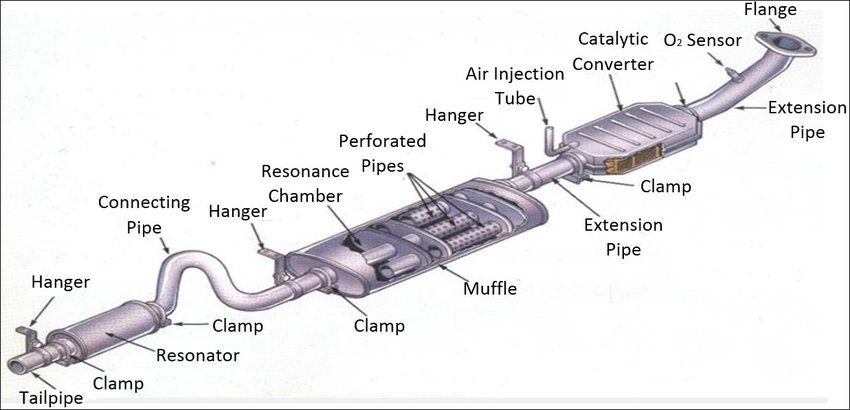 Flange
O₂ Sensor
Catalytic
Converter
Air Injection
Tube
Extension
Pipe
Hanger
Perforated
Pipes
Resonance
Chamber
Clamp
Connecting
Pipe
Hanger
Extension
Pipe
Muffle
Hanger
Clamp
Clamp
Resonator
Clamp
Tailpipe